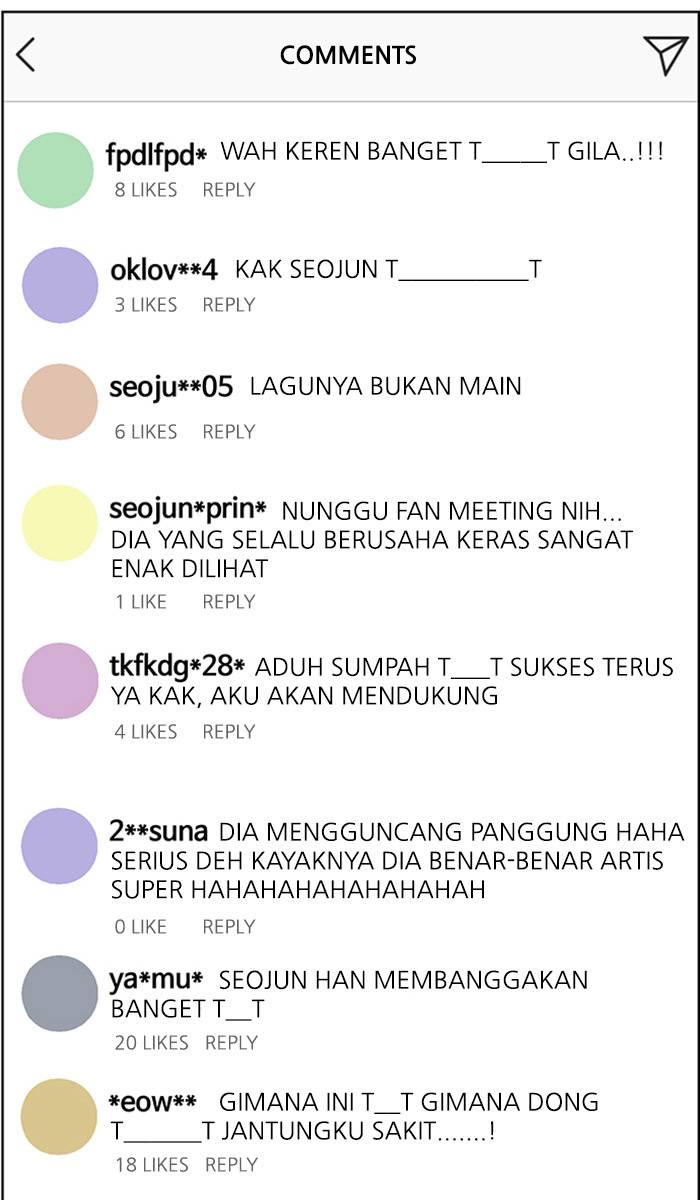 COMMENTS
fpdlfpd* WAH KEREN BANGET T_____T GILA..!!!
8 LIKES REPLY
oklov**4 KAK SEOJUN T__________T
3 LIKES REPLY
seoju**05 LAGUNYA BUKAN MAIN
6 LIKES REPLY
seojun*prin* NUNGGU FAN MEETING NIH...
DIA YANG SELALU BERUSAHA KERAS SANGAT
ENAK DILIHAT
1 LIKE REPLY
tkfkdg*28* ADUH SUMPAH T___T SUKSES TERUS
YA KAK, AKU AKAN MENDUKUNG
4 LIKES REPLY
2**suna DIA MENGGUNCANG PANGGUNG HAHA
SERIUS DEH KAYAKNYA DIA BENAR-BENAR ARTIS
SUPER HAHAHAHAHAHAHAHAH
0 LIKE REPLY
ya*mu* SEOJUN HAN MEMBANGGAKAN
BANGET T__T
20 LIKES REPLY
*eow** GIMANA INI T__T GIMANA DONG
T______T JANTUNGKU SAKIT.......!
18 LIKES REPLY